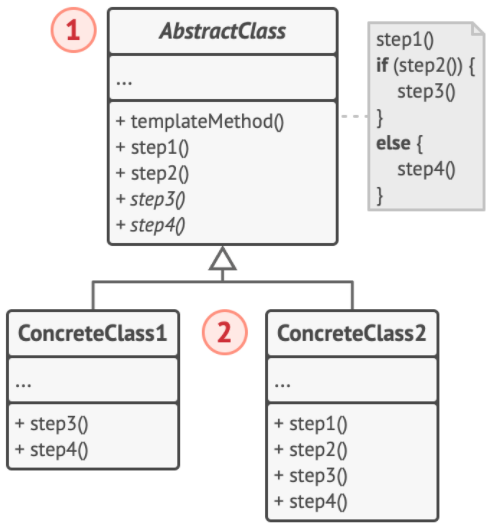 1
AbstractClass
...
+ templateMethod()
+ step1()
+ step2()
+ step3()
+ step4()
step1()
if (step2()) {
step3()
}
else {
step4()
}
ConcreteClass1
...
+ step3()
+ step4()
2
ConcreteClass2
...
+ step1()
+ step2()
+ step3()
+ step4()